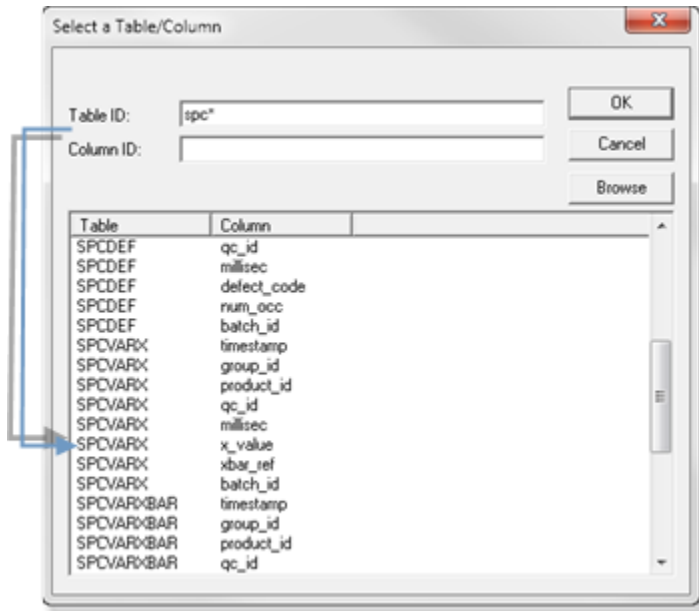 Select a Table/Column
Table ID: spc* OK
Column ID: Cancel
Browse
Table Column
SPCDEF qc_id
SPCDEF millisec
SPCDEF defect_code
SPCDEF num_occ
SPCDEF batch_id
SPCVARX timestamp
SPCVARX group_id
SPCVARX product_id
SPCVARX qc_id
SPCVARX millisec
SPCVARX x_value
SPCVARX xbar_ref
SPCVARX batch_id
SPCVARXBAR timestamp
SPCVARXBAR group_id
SPCVARXBAR product_id
SPCVARXBAR qc_id